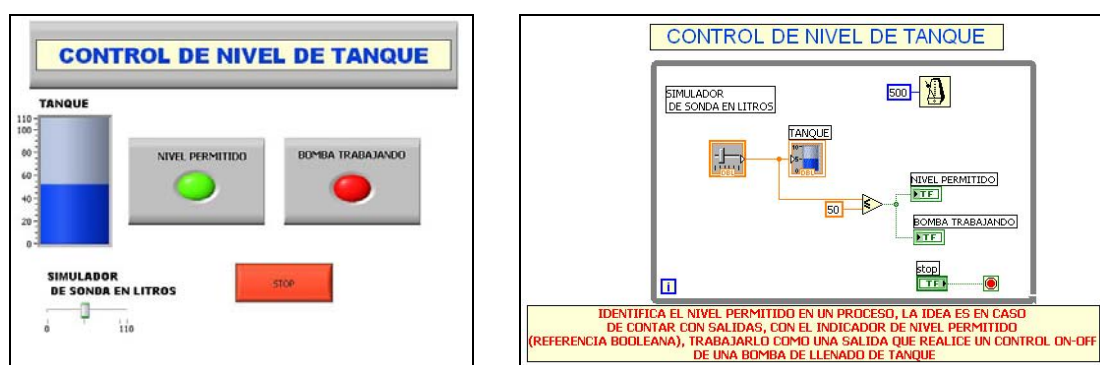 CONTROL DE NIVEL DE TANQUE
TANQUE
110
100
80
60
40
20
0
NIVEL PERMITIDO
BOMBA TRABAJANDO
SIMULADOR
DE SONDA EN LITROS
0
110
STOP
CONTROL DE NIVEL DE TANQUE
SIMULADOR
DE SONDA EN LITROS
500
TANQUE
10
5
0
DBL
DBL
50
NIVEL PERMITIDO
TF
BOMBA TRABAJANDO
TF
stop
TF
i
IDENTIFICA EL NIVEL PERMITIDO EN UN PROCESO, LA IDEA ES EN CASO
DE CONTAR CON SALIDAS, CON EL INDICADOR DE NIVEL PERMITIDO
(REFERENCIA BOOLEANA), TRABAJARLO COMO UNA SALIDA QUE REALICE UN CONTROL ON-OFF
DE UNA BOMBA DE LLENADO DE TANQUE